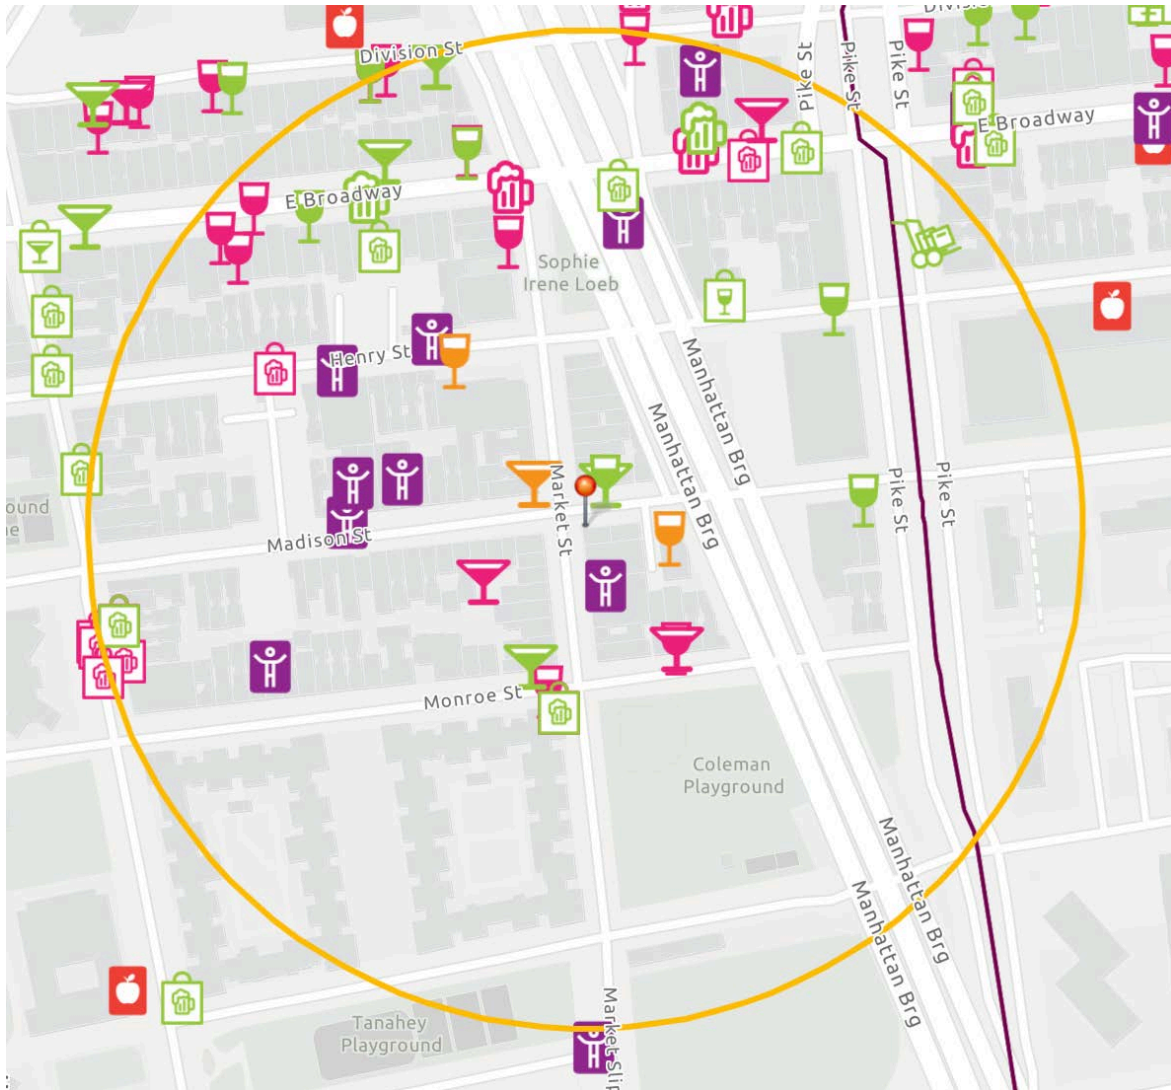 Division St
Divisio
Pike St
Pike St
Pike St
E Broadway
E Broadway
Sophie
Irene Loeb
Henry St
Manhattan Brg
Manhattan Brg
Market St
Pike St
Pike St
Madison St
Monroe St
Coleman
Playground
Manhattan Brg
Manhattan Brg
Tanahey
Playground
Market Slip